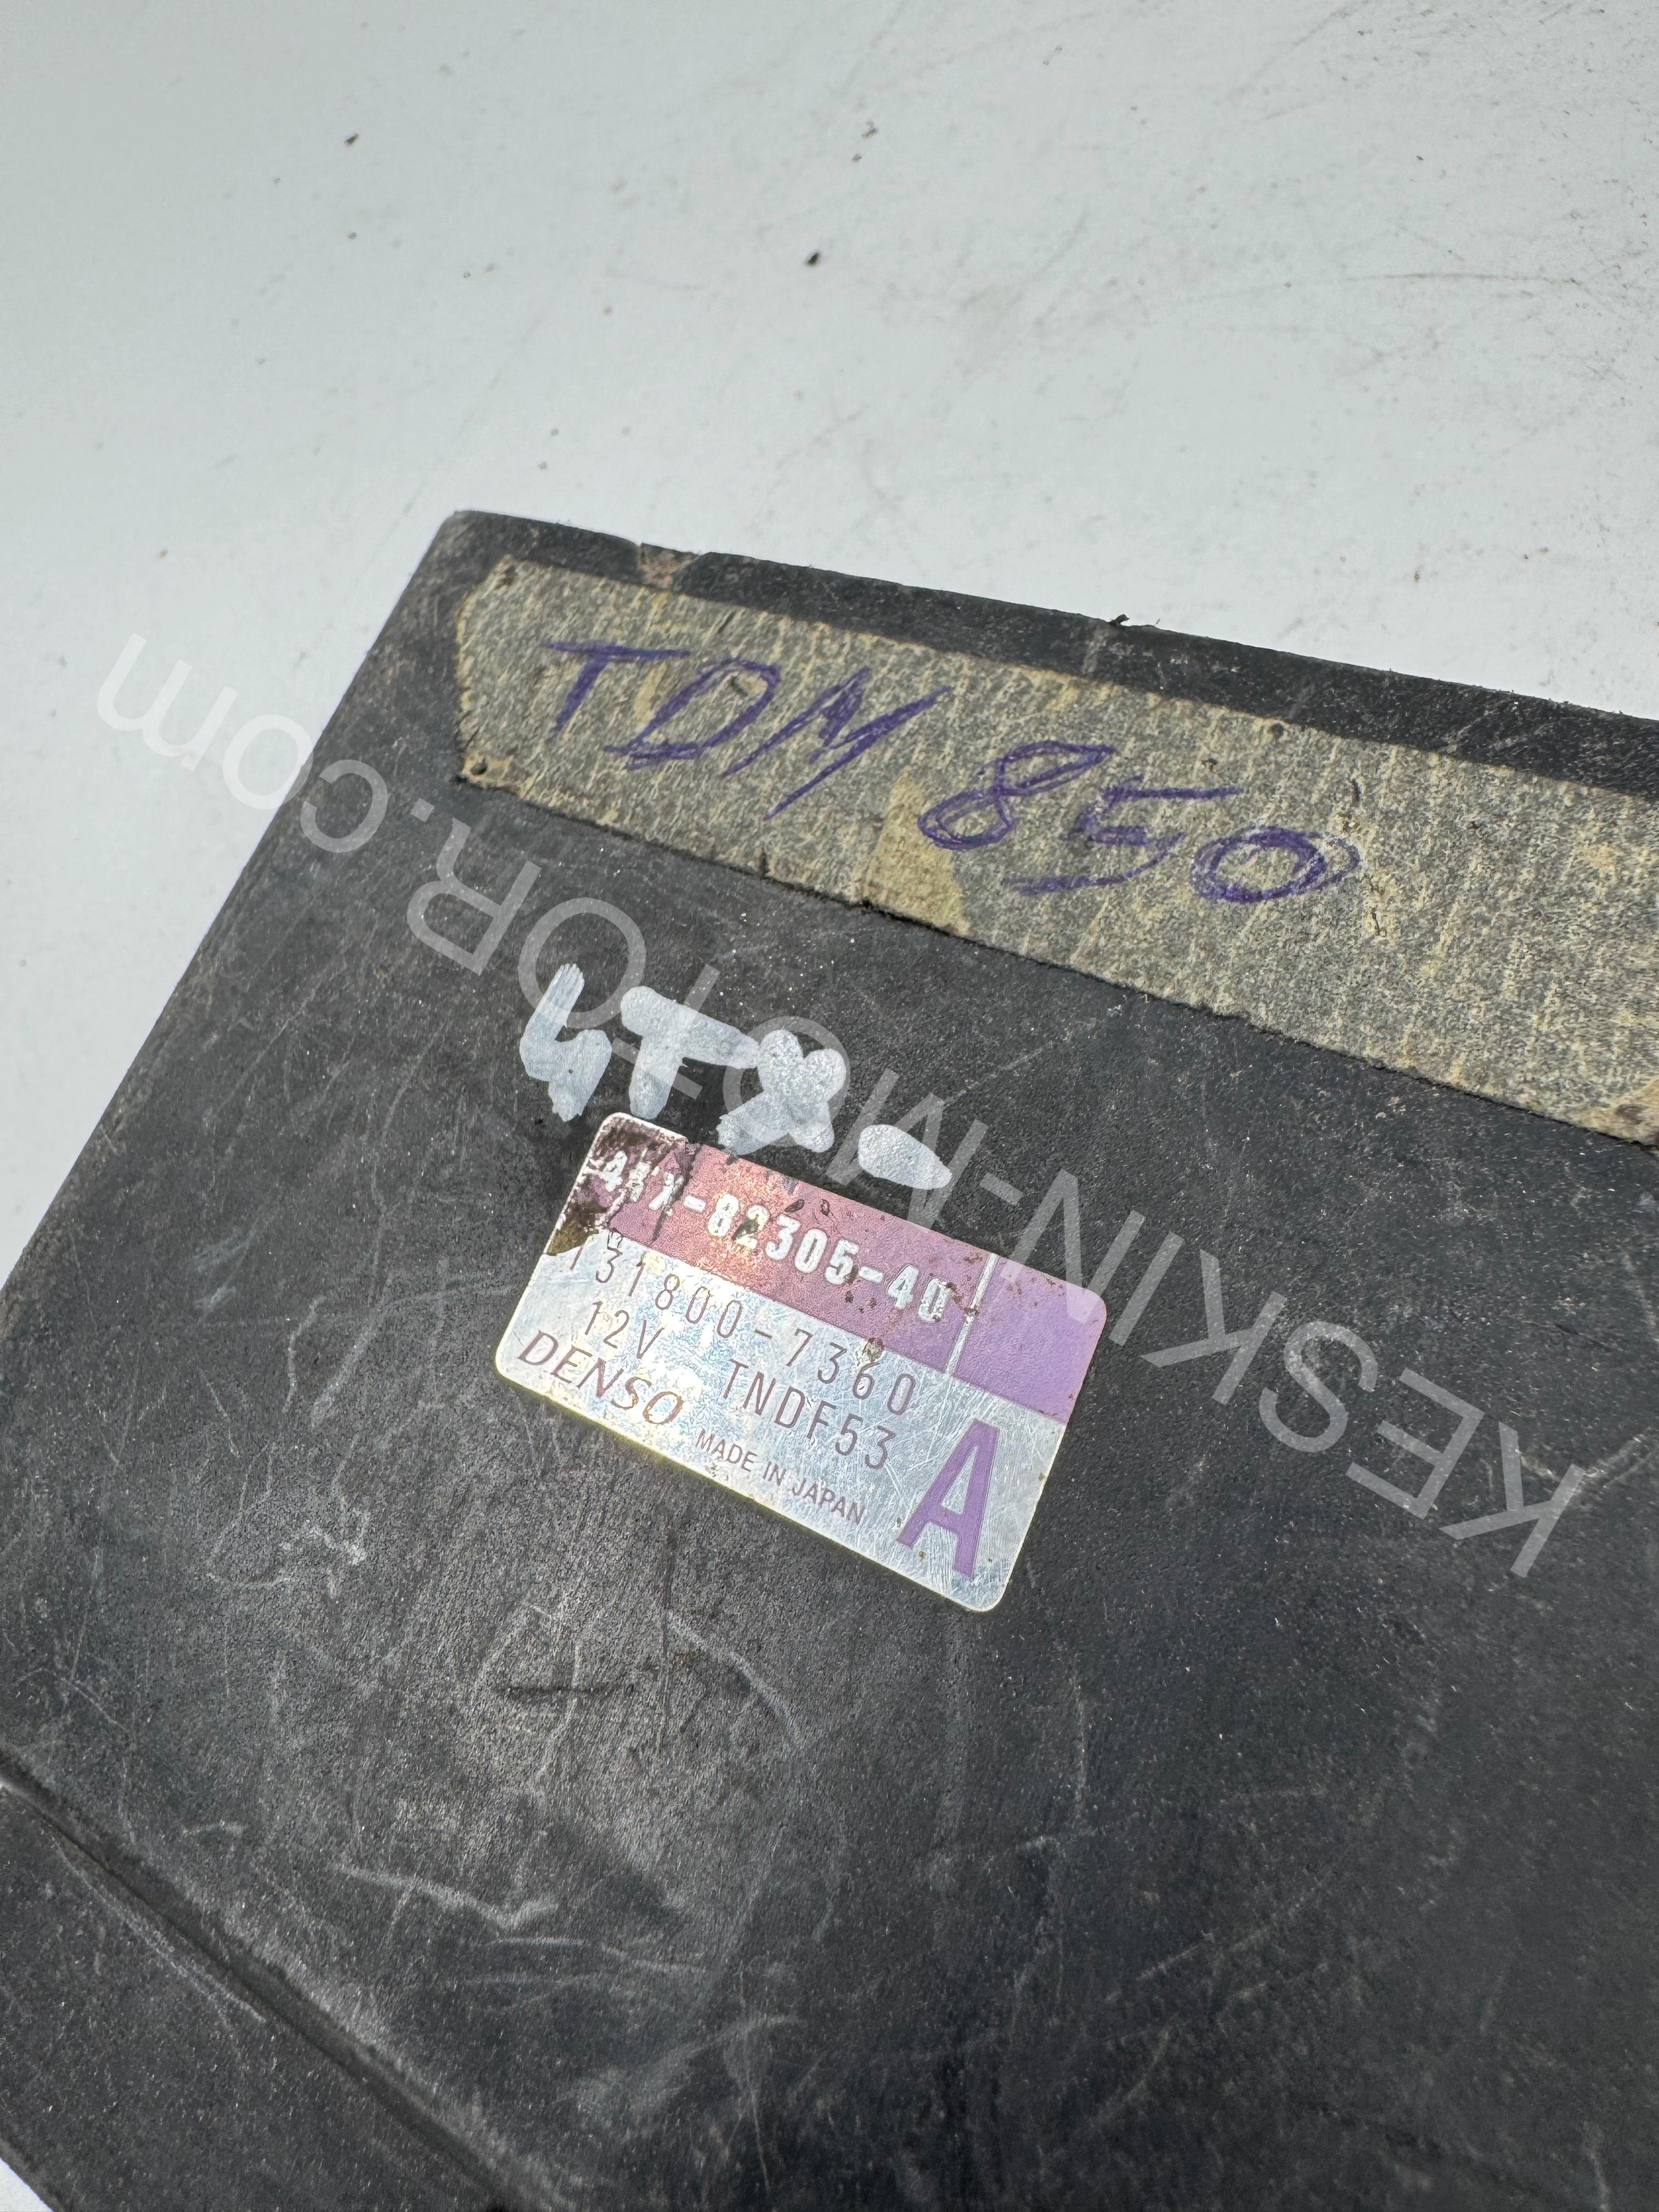 TDM 850
4TX-
4TX-82305-40
131800-7360
12V TNDF53
DENSO
MADE IN JAPAN
A
KESKIN-MOTOR.com